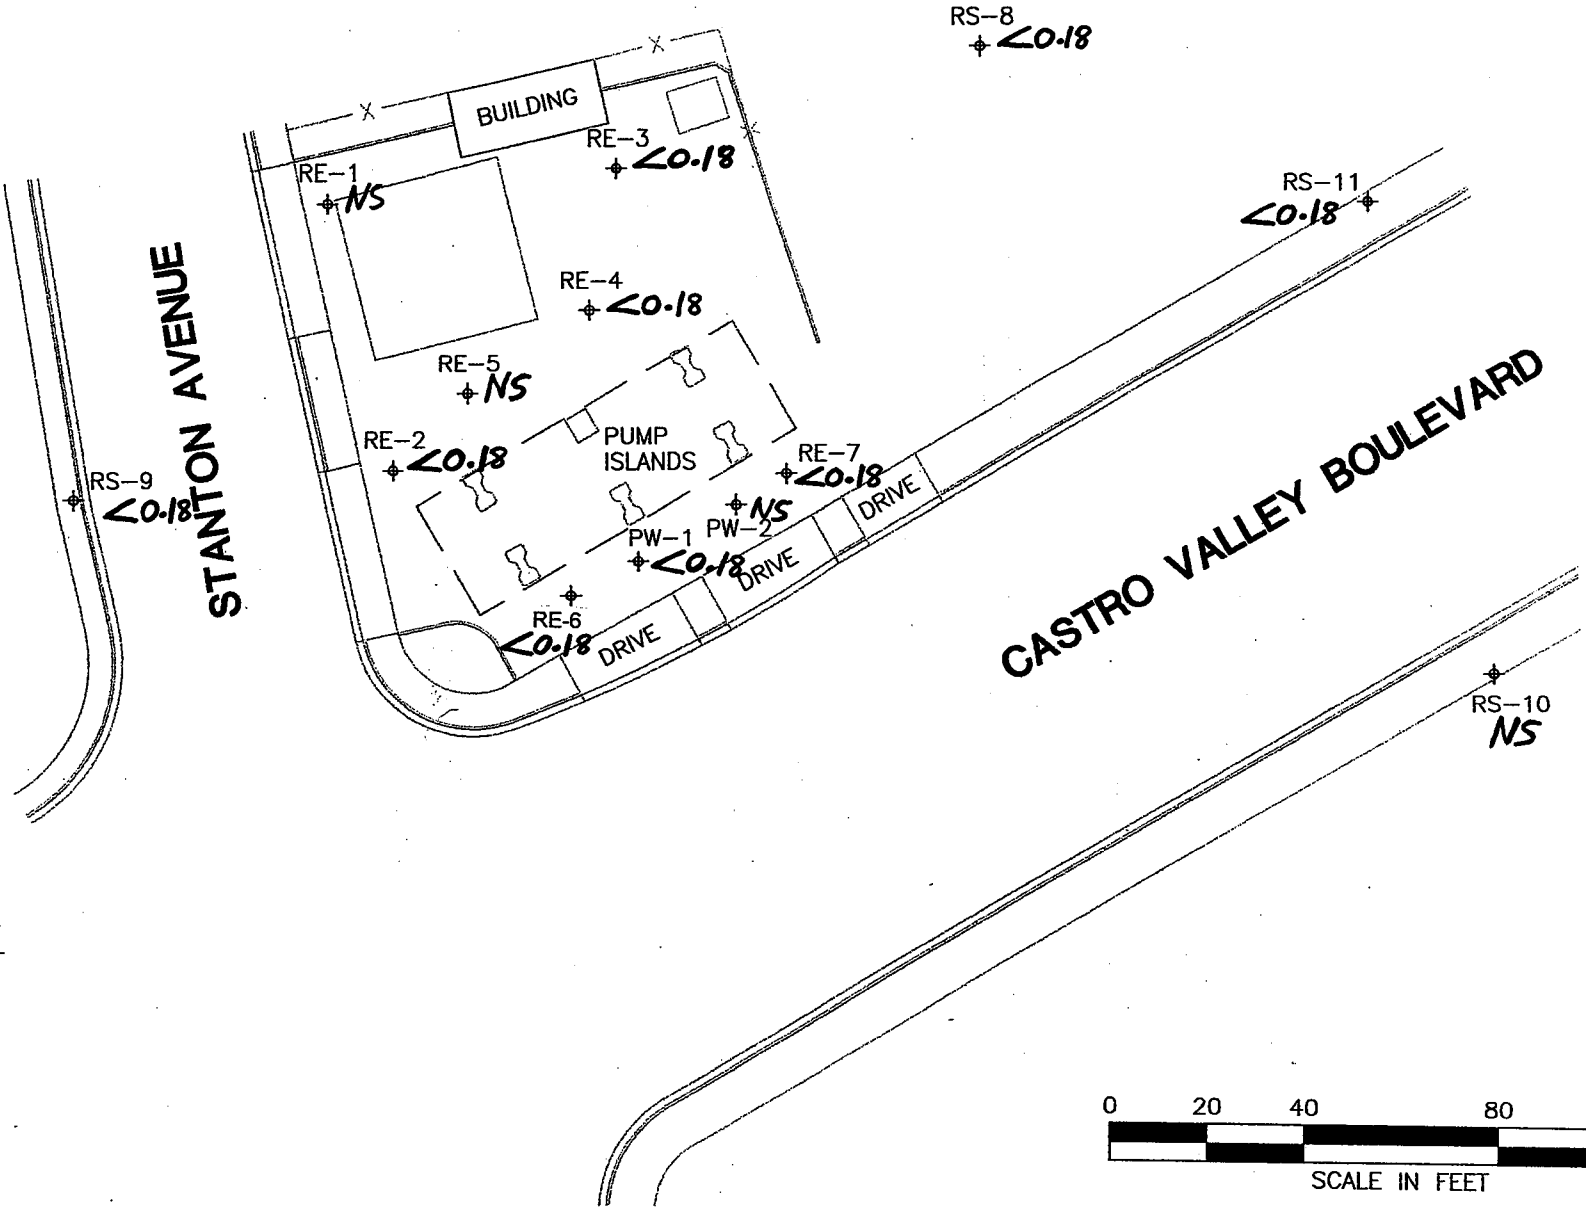 RS-8
<0.18
BUILDING
RE-3
<0.18
RE-1
NS
RS-11
<0.18
STANTON AVENUE
RE-4
<0.18
RE-5
NS
PUMP
ISLANDS
RE-2
<0.18
RE-7
<0.18
RS-9
<0.18
DRIVE
NS
PW-2
PW-1
<0.18
DRIVE
RE-6
<0.18
DRIVE
CASTRO VALLEY BOULEVARD
RS-10
NS
0 20 40 80
SCALE IN FEET